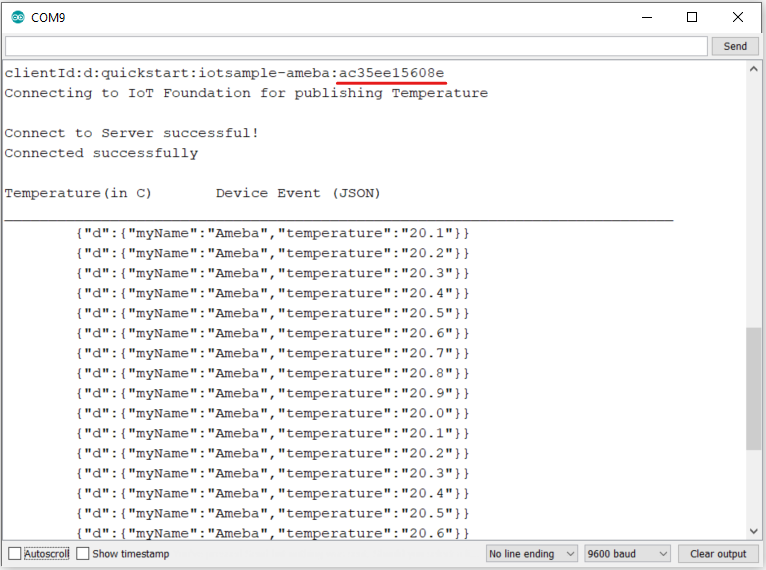 COM9
Send
clientId:d:quickstart:iotsample-ameba:ac35ee15608e
Connecting to IoT Foundation for publishing Temperature
Connect to Server successful!
Connected successfully
Temperature(in C) Device Event (JSON)
{"d":{"myName":"Ameba","temperature":"20.1"}}
{"d":{"myName":"Ameba","temperature":"20.2"}}
{"d":{"myName":"Ameba","temperature":"20.3"}}
{"d":{"myName":"Ameba","temperature":"20.4"}}
{"d":{"myName":"Ameba","temperature":"20.5"}}
{"d":{"myName":"Ameba","temperature":"20.6"}}
{"d":{"myName":"Ameba","temperature":"20.7"}}
{"d":{"myName":"Ameba","temperature":"20.8"}}
{"d":{"myName":"Ameba","temperature":"20.9"}}
{"d":{"myName":"Ameba","temperature":"20.0"}}
{"d":{"myName":"Ameba","temperature":"20.1"}}
{"d":{"myName":"Ameba","temperature":"20.2"}}
{"d":{"myName":"Ameba","temperature":"20.3"}}
{"d":{"myName":"Ameba","temperature":"20.4"}}
{"d":{"myName":"Ameba","temperature":"20.5"}}
{"d":{"myName":"Ameba","temperature":"20.6"}}
Autoscroll Show timestamp No line ending 9600 baud Clear output